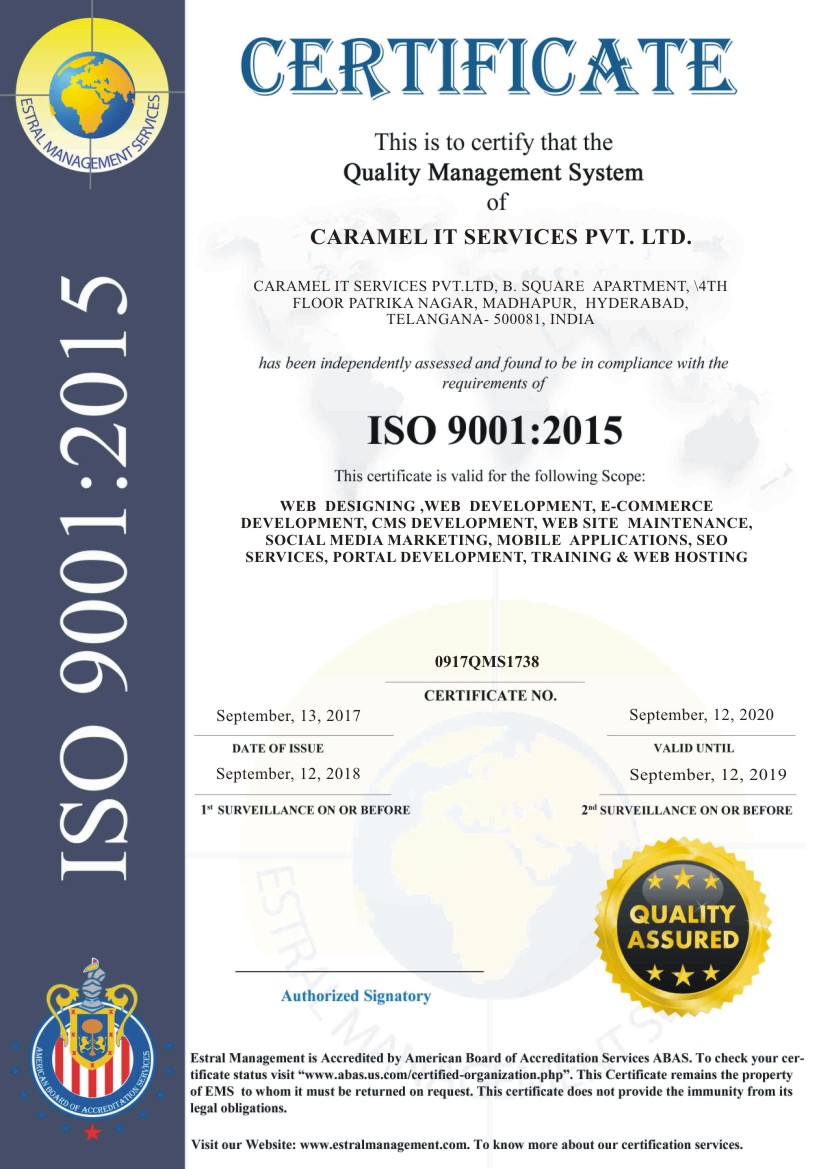 ESTRAL MANAGEMENT SERVICES
CERTIFICATE
This is to certify that the
Quality Management System
of
CARAMEL IT SERVICES PVT. LTD.
CARAMEL IT SERVICES PVT.LTD, B. SQUARE APARTMENT, \4TH
FLOOR PATRIKA NAGAR, MADHAPUR, HYDERABAD,
TELANGANA- 500081, INDIA
has been independently assessed and found to be in compliance with the
requirements of
ISO 9001:2015
This certificate is valid for the following Scope:
WEB DESIGNING ,WEB DEVELOPMENT, E-COMMERCE
DEVELOPMENT, CMS DEVELOPMENT, WEB SITE MAINTENANCE,
SOCIAL MEDIA MARKETING, MOBILE APPLICATIONS, SEO
SERVICES, PORTAL DEVELOPMENT, TRAINING & WEB HOSTING
ISO 9001:2015
0917QMS1738
CERTIFICATE NO.
September, 13, 2017
September, 12, 2020
DATE OF ISSUE
VALID UNTIL
September, 12, 2018
September, 12, 2019
1st SURVEILLANCE ON OR BEFORE
2nd SURVEILLANCE ON OR BEFORE
QUALITY
ASSURED
Authorized Signatory
AMERICAN BOARD OF ACCREDITATION SERVICES
Estral Management is Accredited by American Board of Accreditation Services ABAS. To check your cer-
tificate status visit “www.abas.us.com/certified-organization.php”. This Certificate remains the property
of EMS to whom it must be returned on request. This certificate does not provide the immunity from its
legal obligations.
Visit our Website: www.estralmanagement.com. To know more about our certification services.